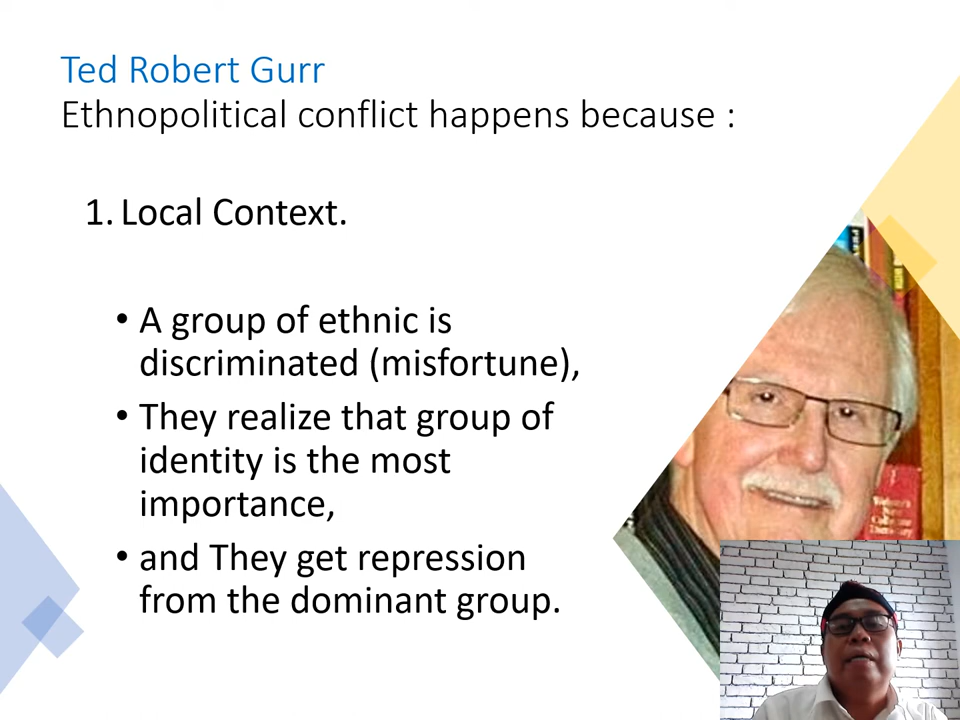 Ted Robert Gurr
Ethnopolitical conflict happens because :
1. Local Context.
• A group of ethnic is
discriminated (misfortune),
• They realize that group of
identity is the most
importance,
• and They get repression
from the dominant group.